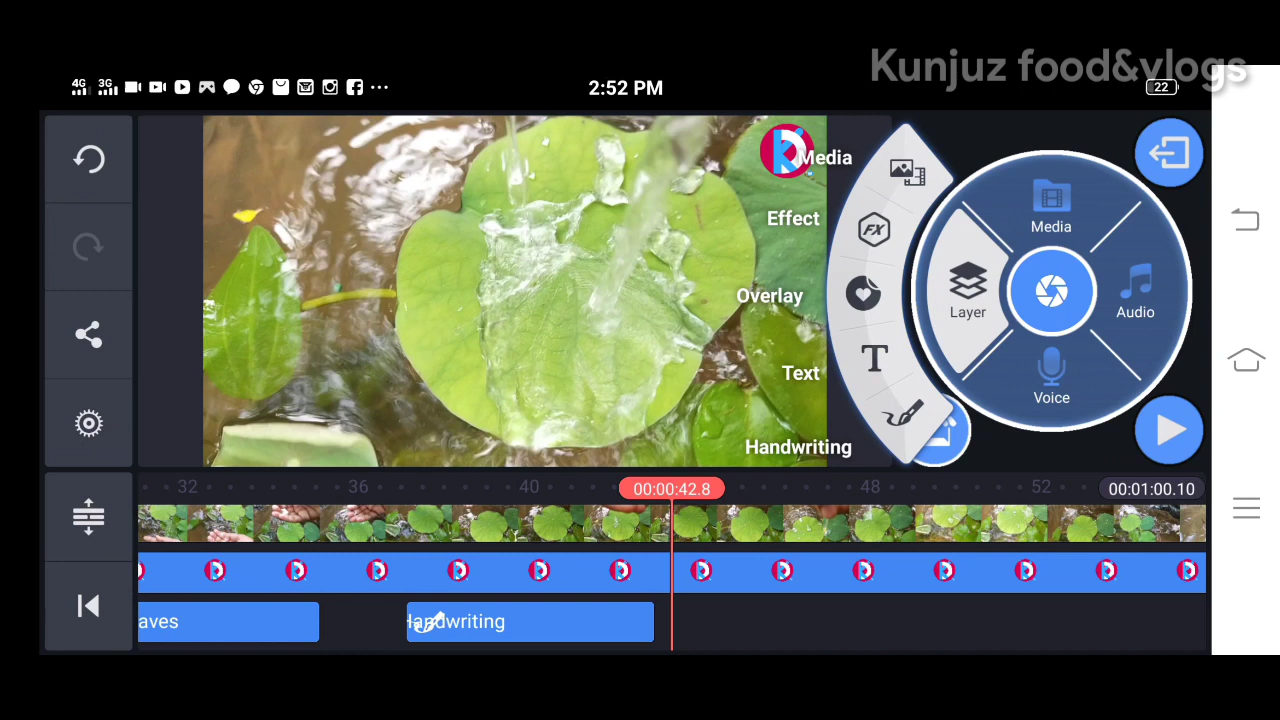 Kunjuz food&vlogs
4G 3G 2:52 PM 22
Media
Effect
Overlay
Text
Handwriting
FX
T
Media
Layer
Audio
Voice
32 36 40 00:00:42.8 48 52 00:01:00.10
aves
Handwriting